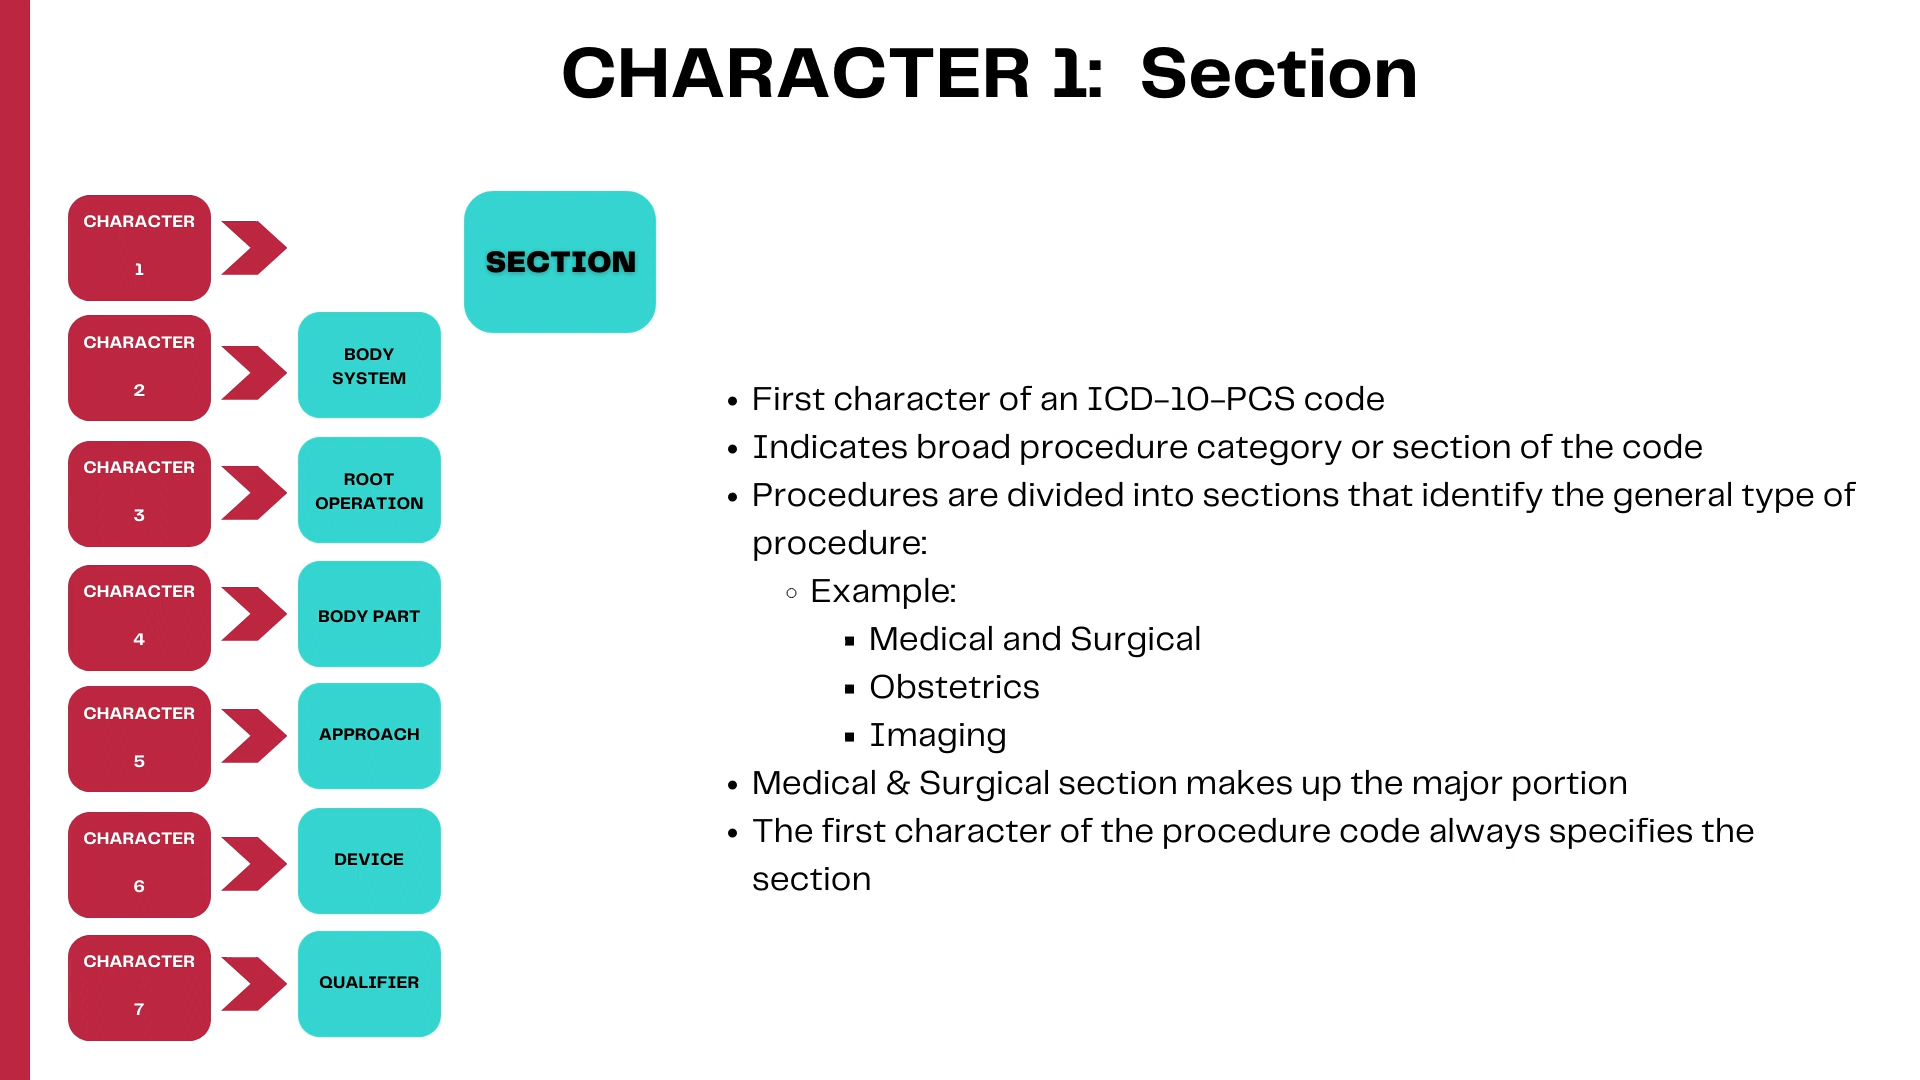 CHARACTER 1: Section
CHARACTER
1
SECTION
CHARACTER
2
BODY
SYSTEM
CHARACTER
3
ROOT
OPERATION
CHARACTER
4
BODY PART
CHARACTER
5
APPROACH
CHARACTER
6
DEVICE
CHARACTER
7
QUALIFIER
• First character of an ICD-10-PCS code
• Indicates broad procedure category or section of the code
• Procedures are divided into sections that identify the general type of
procedure:
◦ Example:
▪ Medical and Surgical
▪ Obstetrics
▪ Imaging
• Medical & Surgical section makes up the major portion
• The first character of the procedure code always specifies the
section